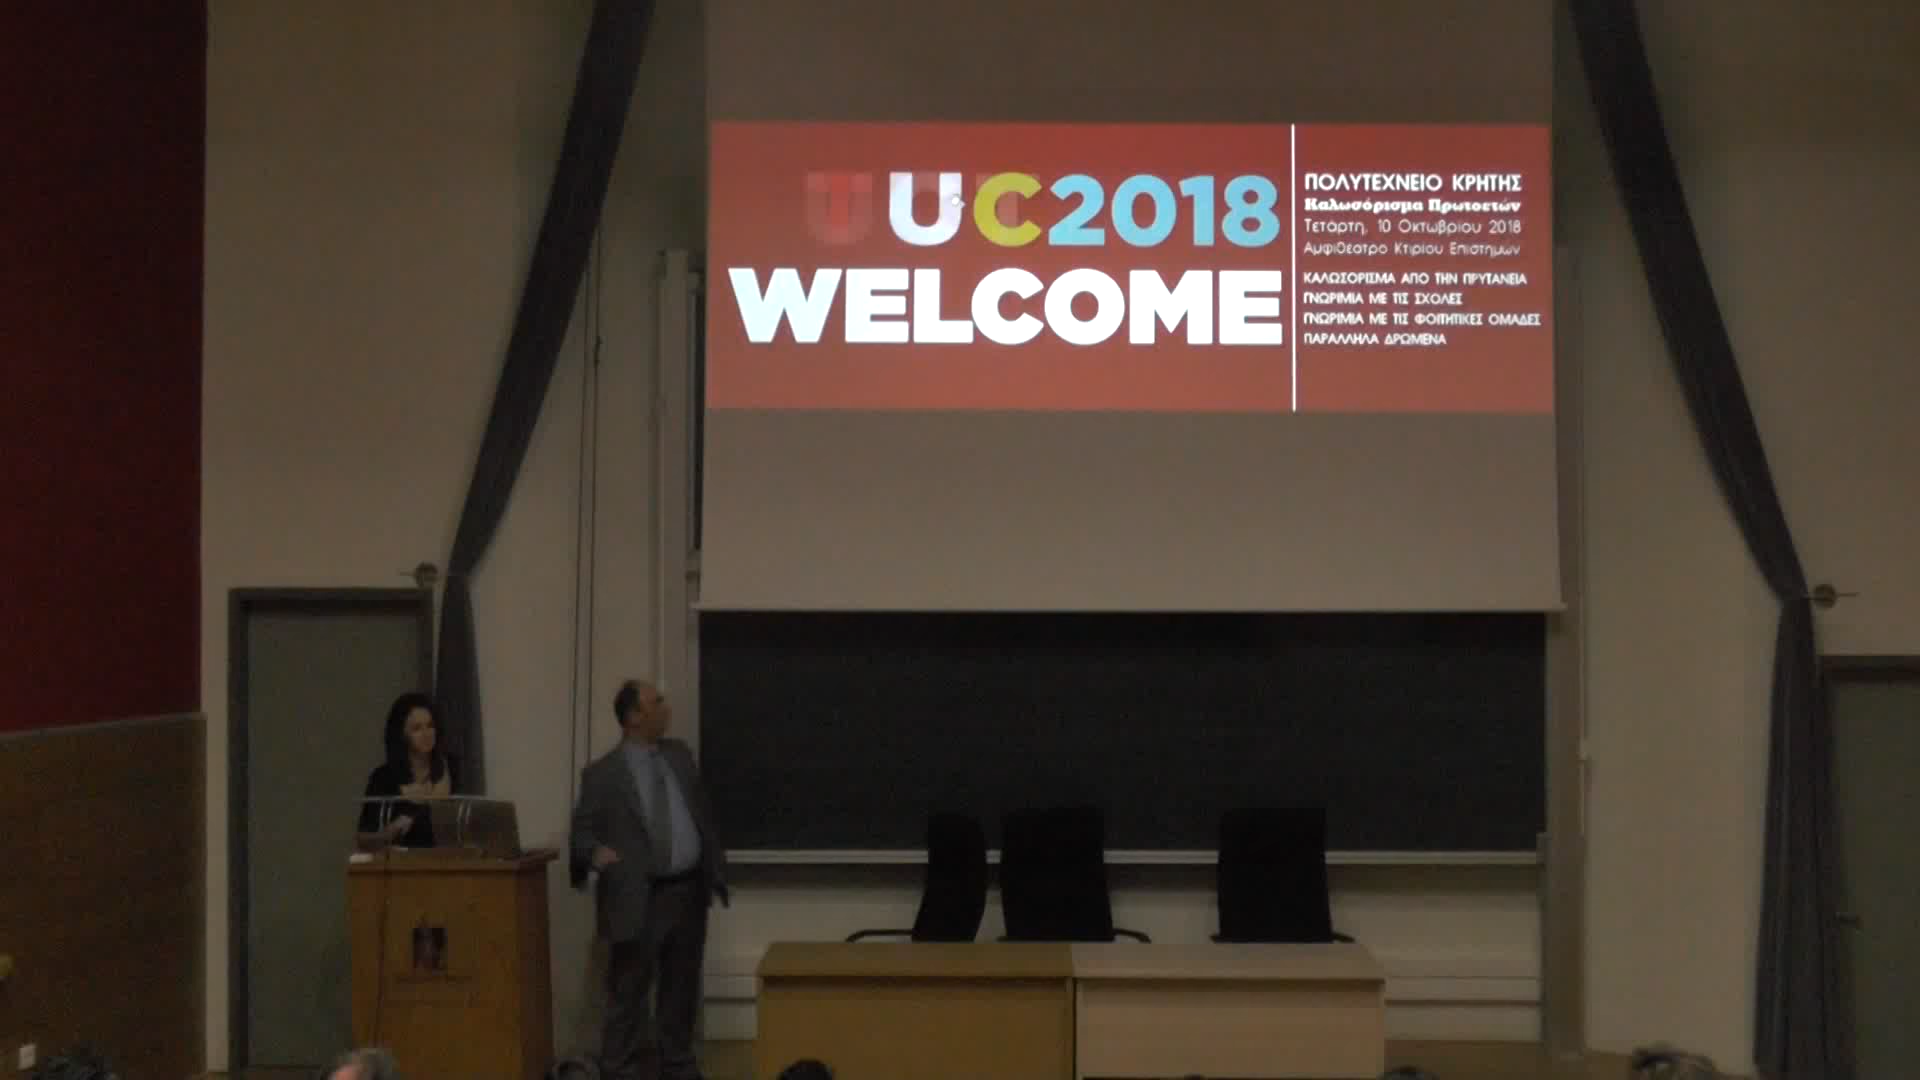 TUC2018
WELCOME
ΠΟΛΥΤΕΧΝΕΙΟ ΚΡΗΤΗΣ
Καλωσόρισμα Πρωτοετών
Τετάρτη, 10 Οκτωβρίου 2018
Αμφιθέατρο Κτιρίου Επιστημών
ΚΑΛΩΣΟΡΙΣΜΑ ΑΠΟ ΤΗΝ ΠΡΥΤΑΝΕΙΑ
ΓΝΩΡΙΜΙΑ ΜΕ ΤΙΣ ΣΧΟΛΕΣ
ΓΝΩΡΙΜΙΑ ΜΕ ΤΙΣ ΦΟΙΤΗΤΙΚΕΣ ΟΜΑΔΕΣ
ΠΑΡΑΛΛΗΛΑ ΔΡΩΜΕΝΑ